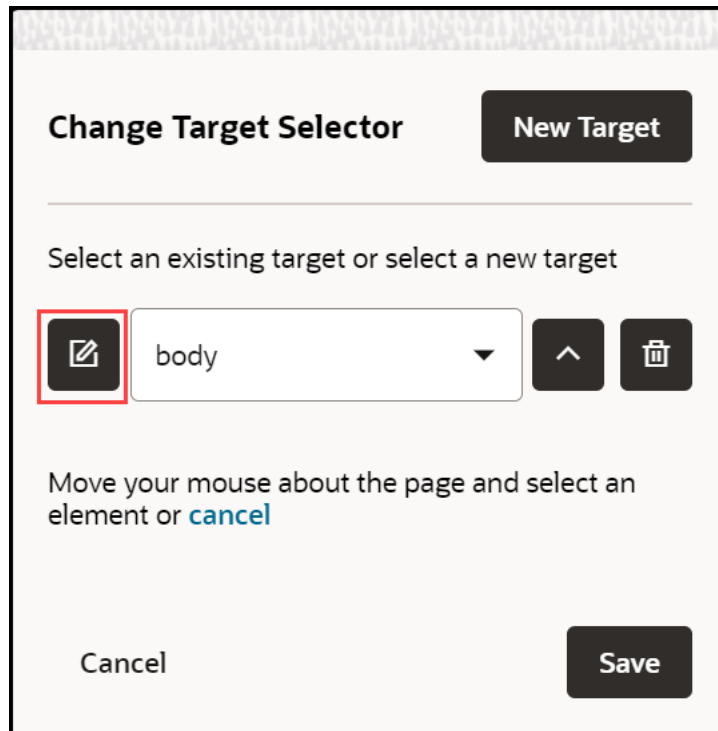 Change Target Selector
New Target
Select an existing target or select a new target
body
Move your mouse about the page and select an
element or cancel
Cancel
Save